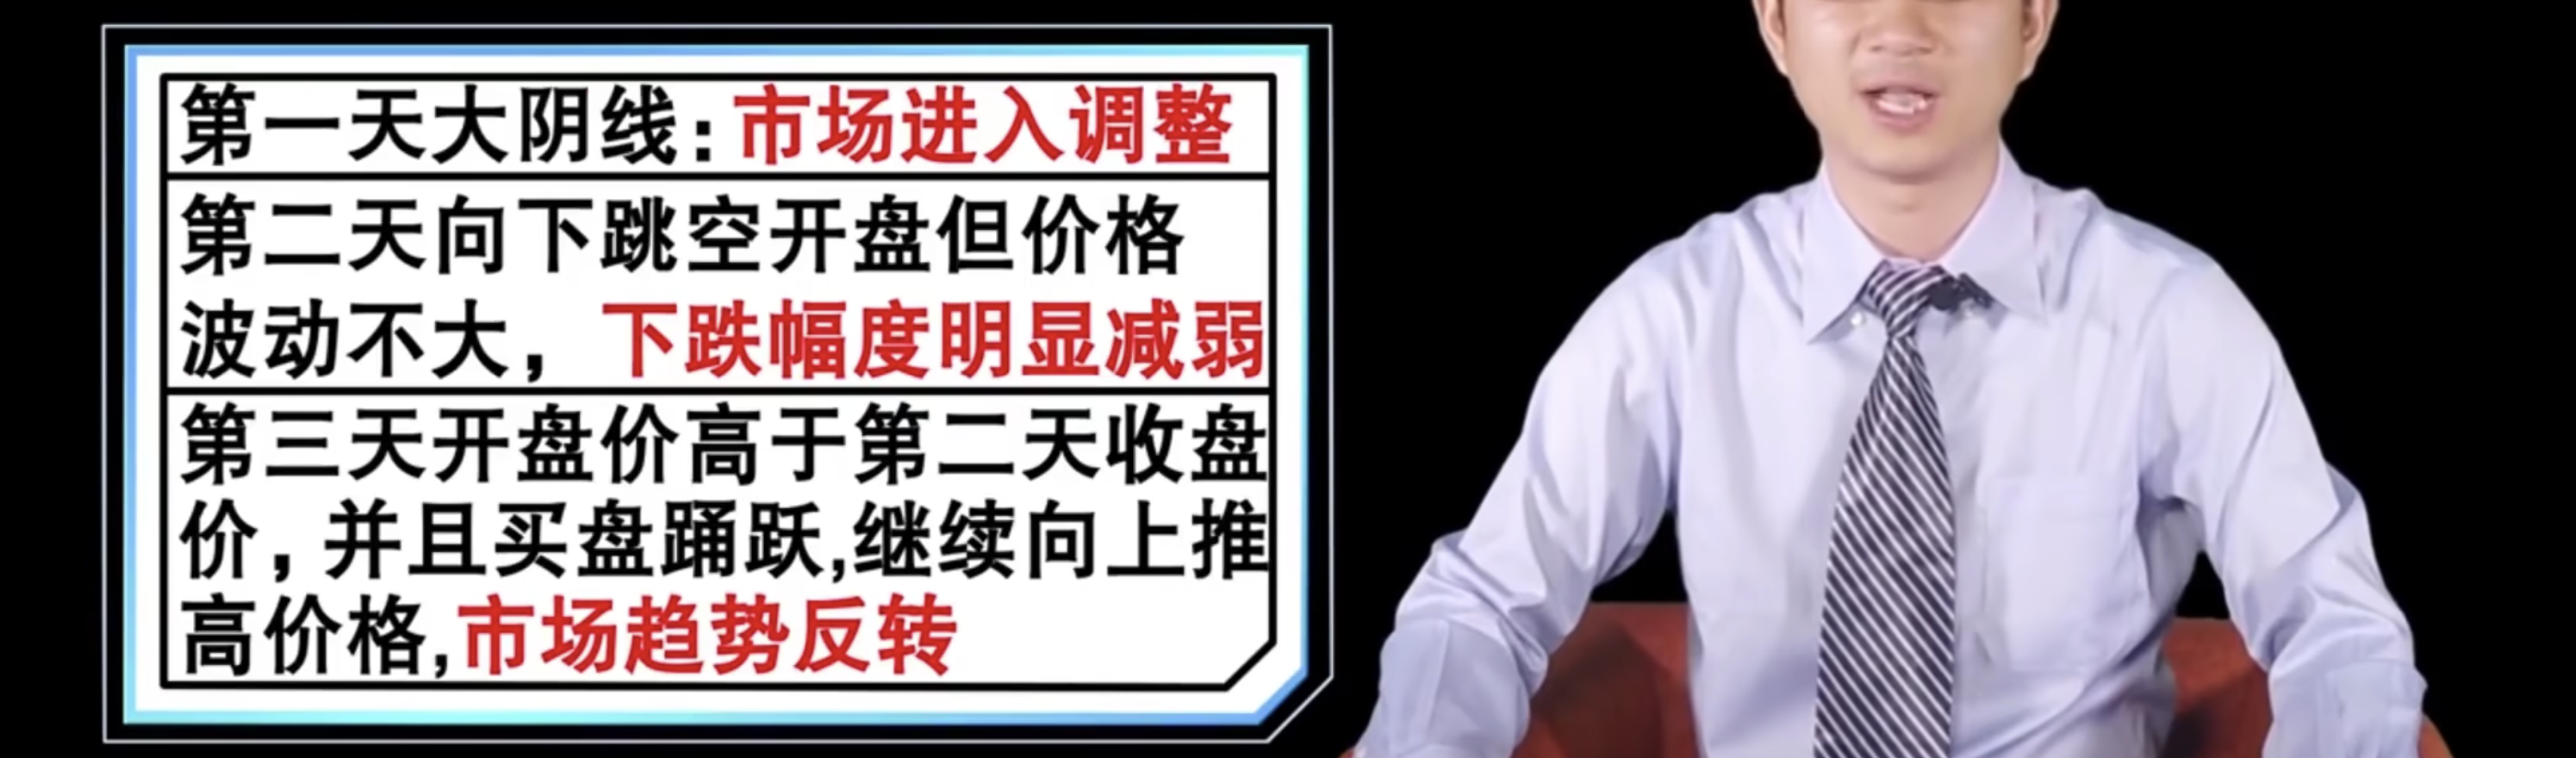 第一天大阴线：市场进入调整
第二天向下跳空开盘但价格
波动不大，下跌幅度明显减弱
第三天开盘价高于第二天收盘
价，并且买盘踊跃,继续向上推
高价格,市场趋势反转